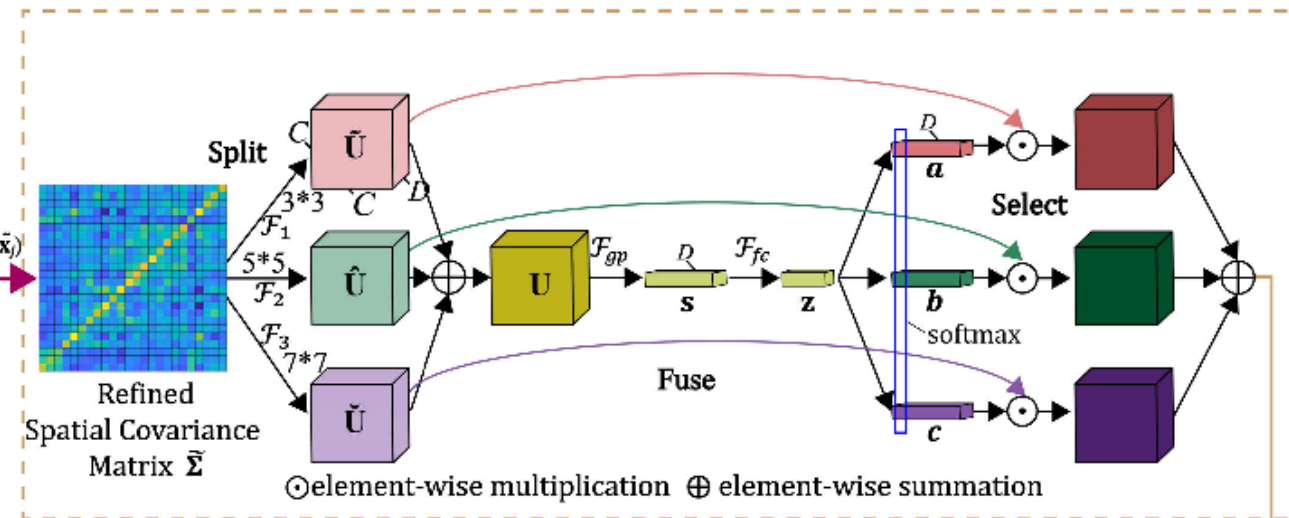 Split
C
Ũ
C
D
3*3
ℱ₁
5*5
ℱ₂
Û
ℱ₃
7*7
Ǔ
U
ℱgp
D
s
ℱfc
z
D
a
Select
b
softmax
c
Fuse
x̃ⱼ)
Refined
Spatial Covariance
Matrix Σ̃
⊙element-wise multiplication ⊕ element-wise summation